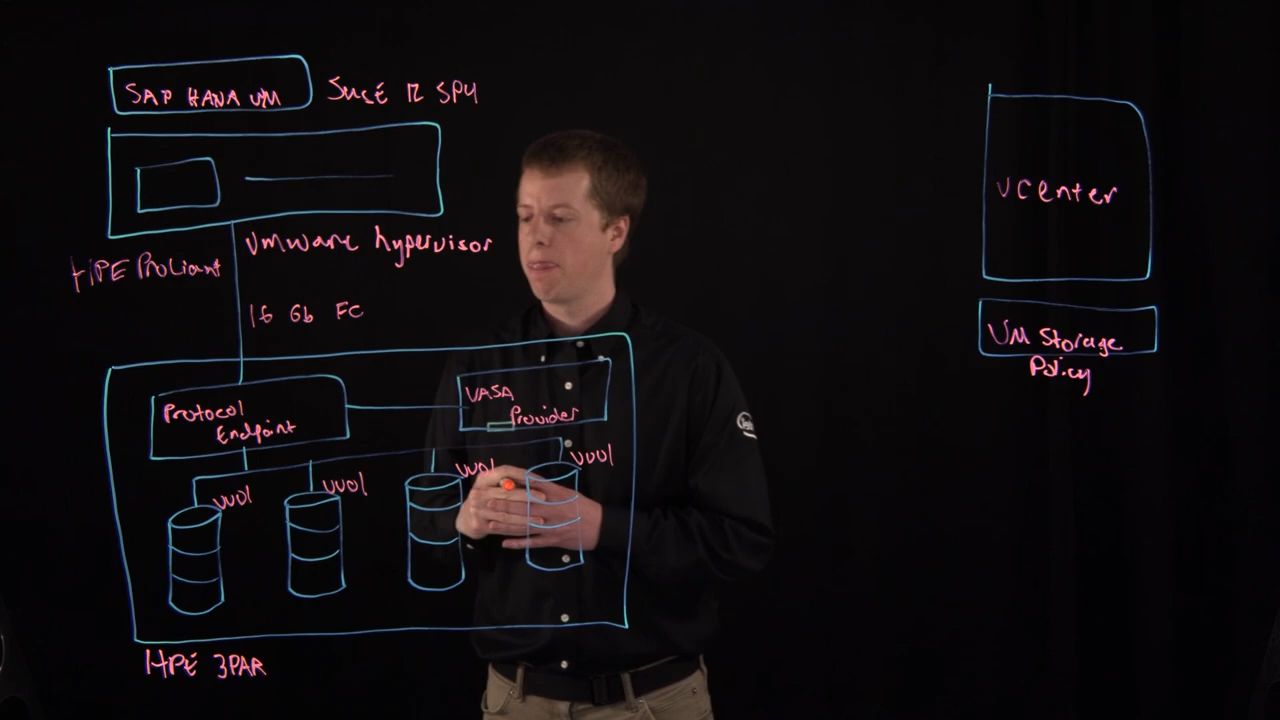 SAP HANA VM
SUSE 12 SP4
vmware hypervisor
HPE ProLiant
16 Gb FC
Protocol
Endpoint
VASA
Provider
vvol
vvol
vvol
vvol
HPE 3PAR
vCenter
VM Storage
Policy